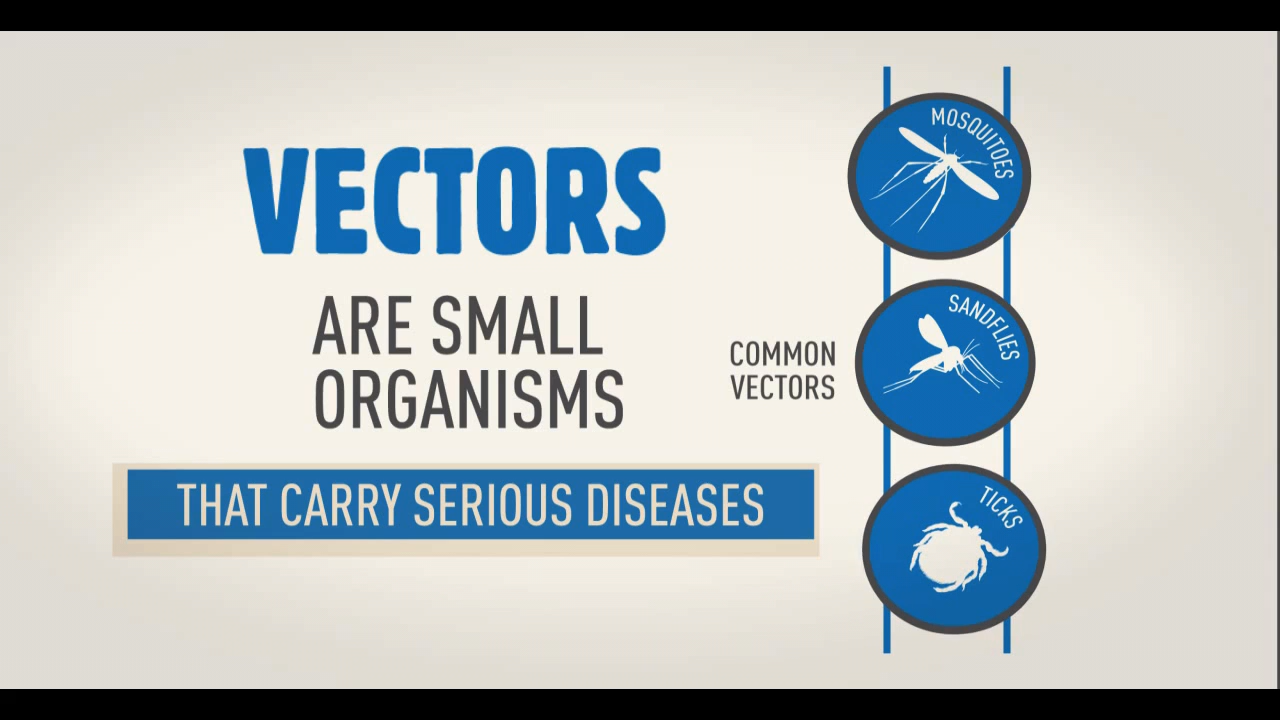 VECTORS
ARE SMALL
ORGANISMS
THAT CARRY SERIOUS DISEASES
COMMON
VECTORS
MOSQUITOES
SANDFLIES
TICKS